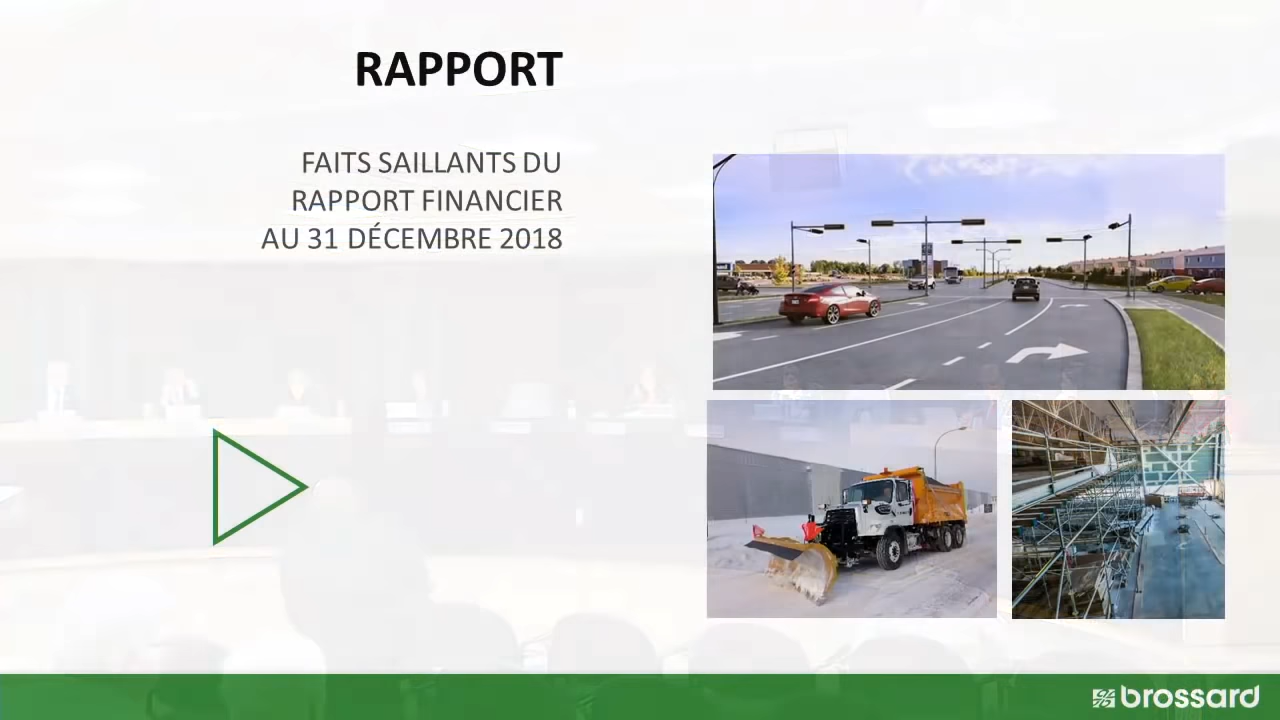 RAPPORT
FAITS SAILLANTS DU
RAPPORT FINANCIER
AU 31 DÉCEMBRE 2018
brossard